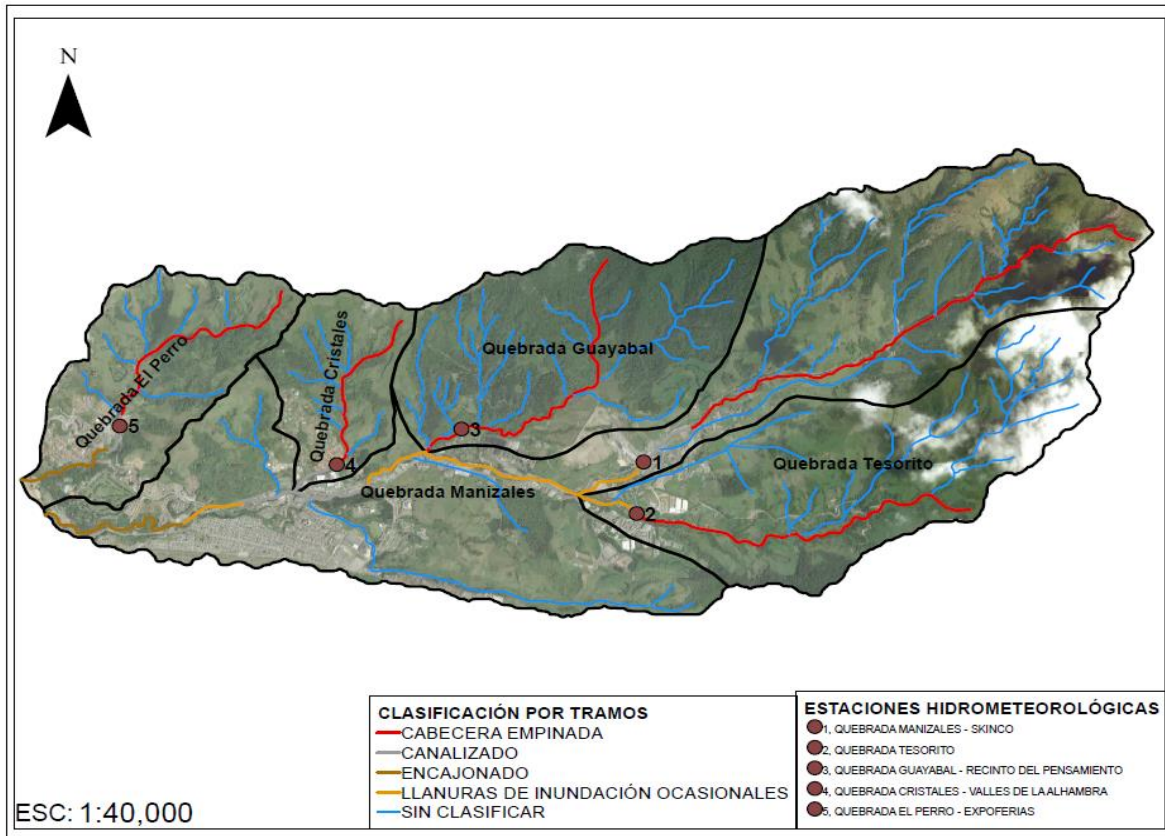 N
Quebrada El Perro
Quebrada Cristales
Quebrada Guayabal
Quebrada Tesorito
Quebrada Manizales
5
4
3
1
2
CLASIFICACIÓN POR TRAMOS
CABECERA EMPINADA
CANALIZADO
ENCAJONADO
LLANURAS DE INUNDACIÓN OCASIONALES
SIN CLASIFICAR
ESTACIONES HIDROMETEOROLÓGICAS
1, QUEBRADA MANIZALES - SKINCO
2, QUEBRADA TESORITO
3, QUEBRADA GUAYABAL - RECINTO DEL PENSAMIENTO
4, QUEBRADA CRISTALES - VALLES DE LA ALHAMBRA
5, QUEBRADA EL PERRO - EXPOFERIAS
ESC: 1:40,000